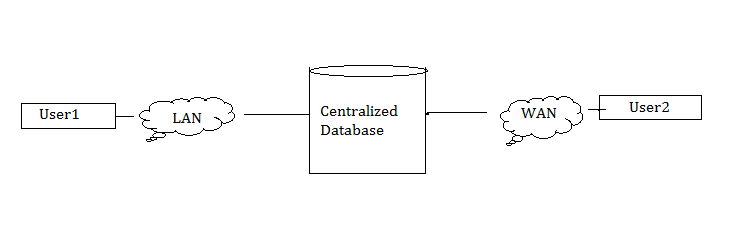 User1
LAN
Centralized
Database
WAN
User2